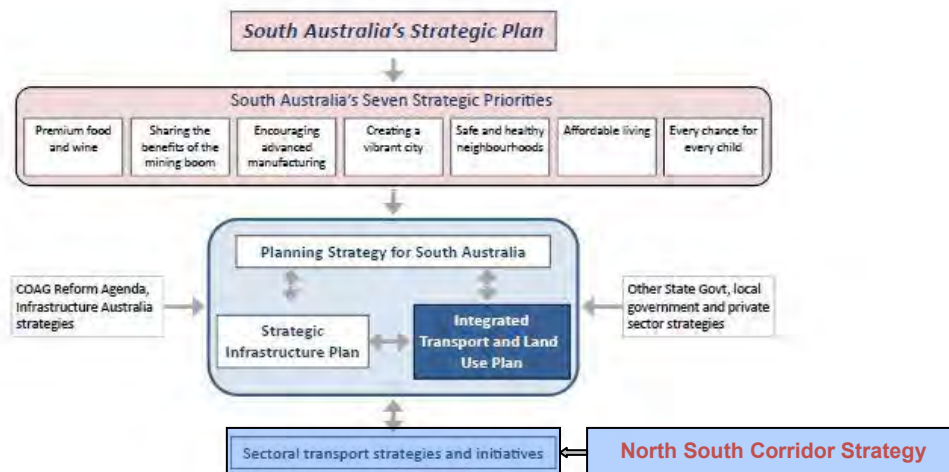 South Australia's Strategic Plan
South Australia's Seven Strategic Priorities
Premium food
and wine
Sharing the
benefits of the
mining boom
Encouraging
advanced
manufacturing
Creating a
vibrant city
Safe and healthy
neighbourhoods
Affordable living
Every chance for
every child
Planning Strategy for South Australia
COAG Reform Agenda,
Infrastructure Australia
strategies
Strategic
Infrastructure Plan
Integrated
Transport and Land
Use Plan
Other State Govt, local
government and private
sector strategies
Sectoral transport strategies and initiatives
North South Corridor Strategy